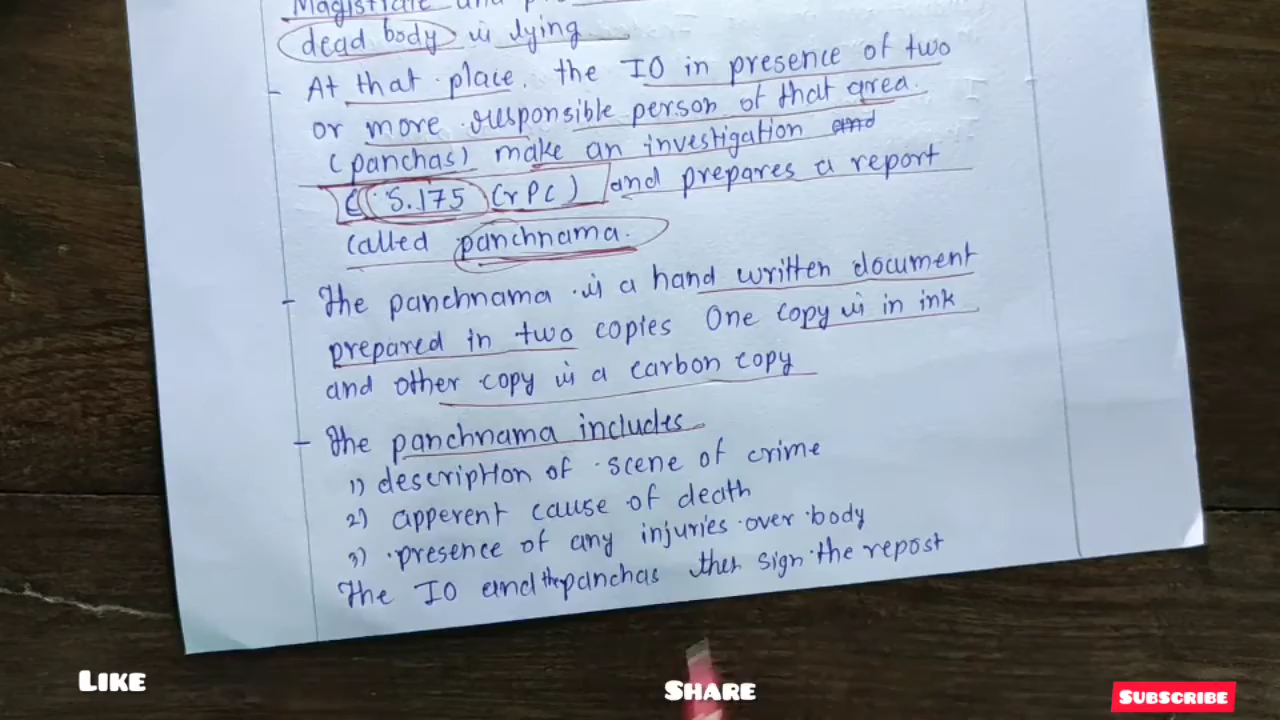 Magistrate and
dead body is lying
- At that place, the IO in presence of two
or more responsible person of that area.
(panchas) make an investigation and
( S.175 (rPC) and prepares a report
called panchnama.
- The panchnama is a hand written document
prepared in two copies One copy is in ink
and other copy is a carbon copy
- The panchnama includes
1) description of scene of crime
2) apperent cause of death
3) presence of any injuries over body
The IO and the panchas then sign the repost
LIKE
SHARE
SUBSCRIBE